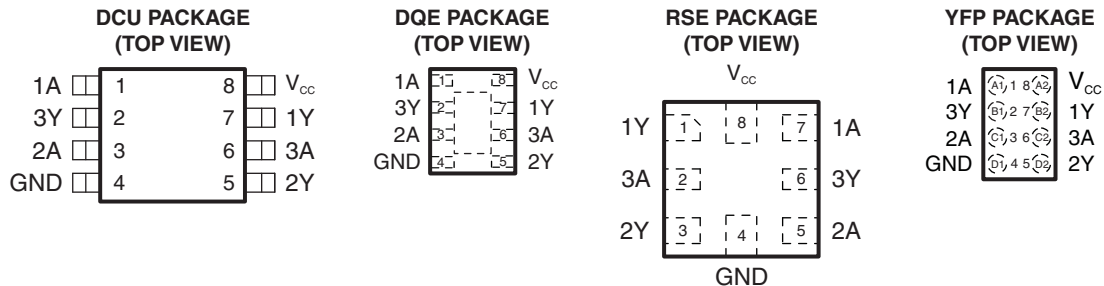 DCU PACKAGE
(TOP VIEW)
1A 1 8 VCC
3Y 2 7 1Y
2A 3 6 3A
GND 4 5 2Y
DQE PACKAGE
(TOP VIEW)
1A 1 8 VCC
3Y 2 7 1Y
2A 3 6 3A
GND 4 5 2Y
RSE PACKAGE
(TOP VIEW)
VCC
1Y 1 8 7 1A
3A 2 6 3Y
2Y 3 4 5 2A
GND
YFP PACKAGE
(TOP VIEW)
1A A1 1 8 A2 VCC
3Y B1 2 7 B2 1Y
2A C1 3 6 C2 3A
GND D1 4 5 D2 2Y